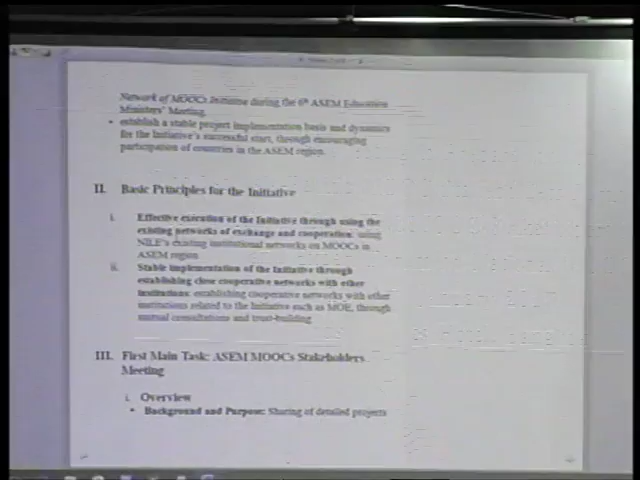 Network of MOOCs Initiative during the 6th ASEM Education
Ministers' Meeting.
• establish a stable project implementation basis and dynamics
for the Initiative's successful start, through encouraging
participation of countries in the ASEM region.
II. Basic Principles for the Initiative
i. Effective execution of the Initiative through using the
existing networks of exchange and cooperation: using
NILE's existing institutional networks on MOOCs in
ASEM region
ii. Stable implementation of the Initiative through
establishing close cooperative networks with other
institutions: establishing cooperative networks with other
institutions related to the Initiative such as MOE, through
mutual consultations and trust-building
III. First Main Task: ASEM MOOCs Stakeholders
Meeting
i. Overview
• Background and Purpose: Sharing of detailed projects